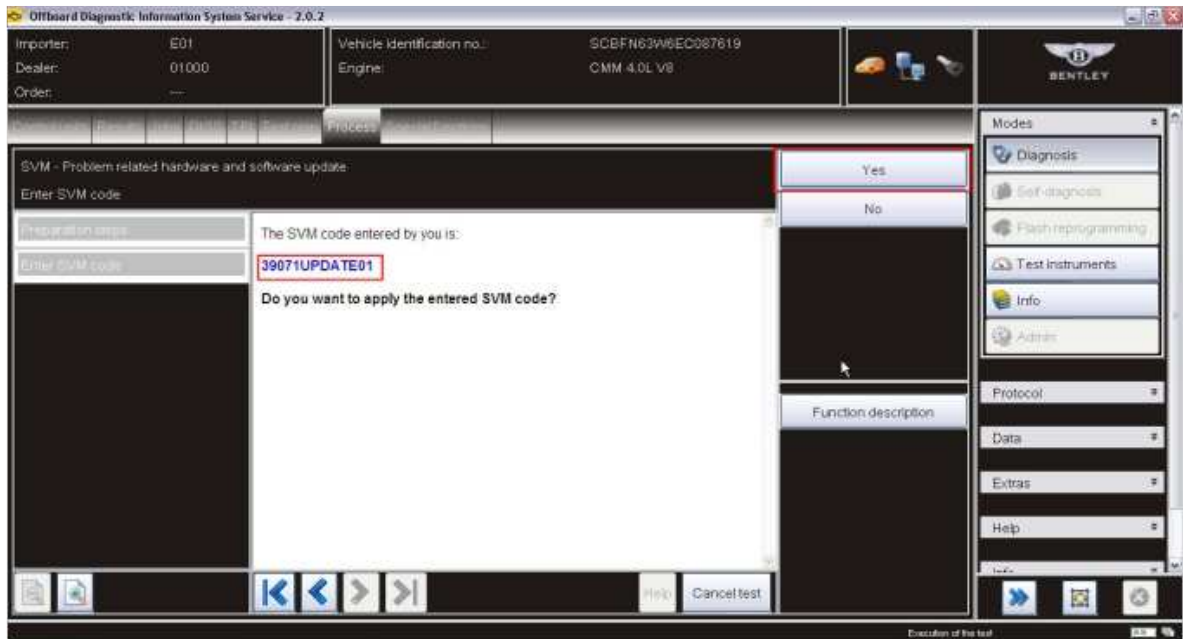 Offboard Diagnostic Information System Service - 2.0.2
Importer: E01
Dealer: 01000
Order: ---
Vehicle identification no.: SCBFN63W6EC087619
Engine: CMM 4.0L V8
BENTLEY
Process
SVM - Problem related hardware and software update
Enter SVM code
Preparation steps
Enter SVM code
The SVM code entered by you is:
39071UPDATE01
Do you want to apply the entered SVM code?
Yes
No
Function description
Help
Cancel test
Modes
Diagnosis
Self-diagnosis
Flash reprogramming
Test instruments
Info
Admin
Protocol
Data
Extras
Help
Info
Execution of the test